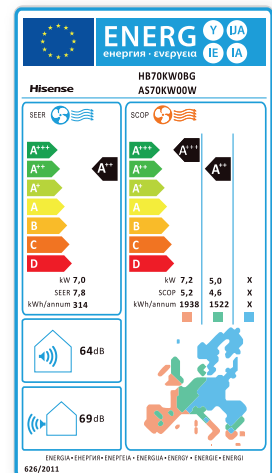 ENERG Y IJA
енергия · ενεργεια IE IA
HB70KW0BG
Hisense AS70KW00W
SEER SCOP
A+++ A+++ A+++
A++ A++ A++ A++
A+ A+
A A
B B
C C
D D
kW 7,0 kW 7,2 5,0 X
SEER 7,8 SCOP 5,2 4,6 X
kWh/annum 314 kWh/annum 1938 1522 X
64dB
69dB
ENERGIA • ЕНЕРГИЯ • ΕΝΕΡΓΕΙΑ • ENERGIJA • ENERGY • ENERGIE • ENERGI
626/2011